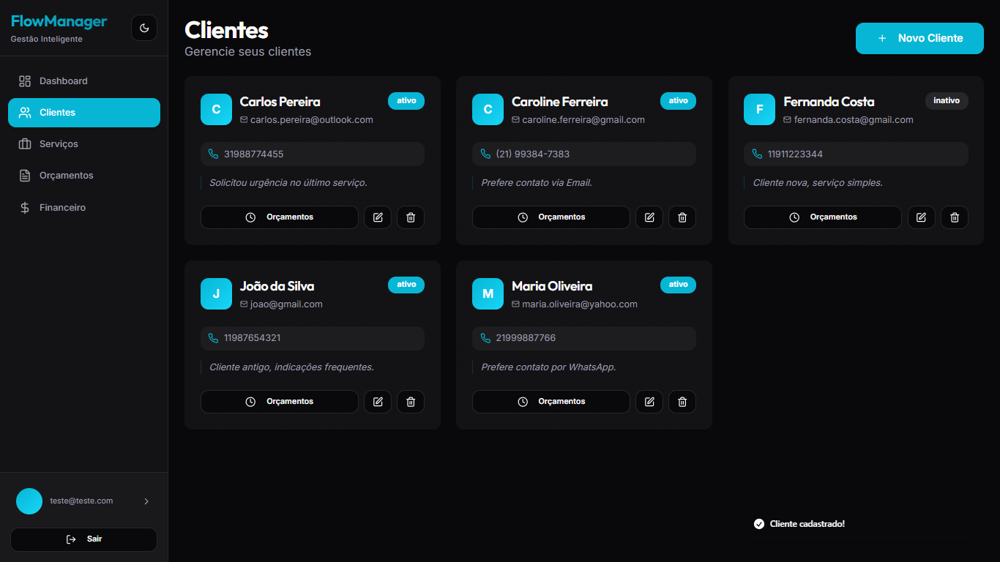 FlowManager
Gestão Inteligente
Dashboard
Clientes
Serviços
Orçamentos
Financeiro
teste@teste.com
Sair
Clientes
Gerencie seus clientes
+ Novo Cliente
C
Carlos Pereira
ativo
carlos.pereira@outlook.com
31988774455
Solicitou urgência no último serviço.
Orçamentos
C
Caroline Ferreira
ativo
caroline.ferreira@gmail.com
(21) 99384-7383
Prefere contato via Email.
Orçamentos
F
Fernanda Costa
inativo
fernanda.costa@gmail.com
11911223344
Cliente nova, serviço simples.
Orçamentos
J
João da Silva
ativo
joao@gmail.com
11987654321
Cliente antigo, indicações frequentes.
Orçamentos
M
Maria Oliveira
ativo
maria.oliveira@yahoo.com
21999887766
Prefere contato por WhatsApp.
Orçamentos
Cliente cadastrado!